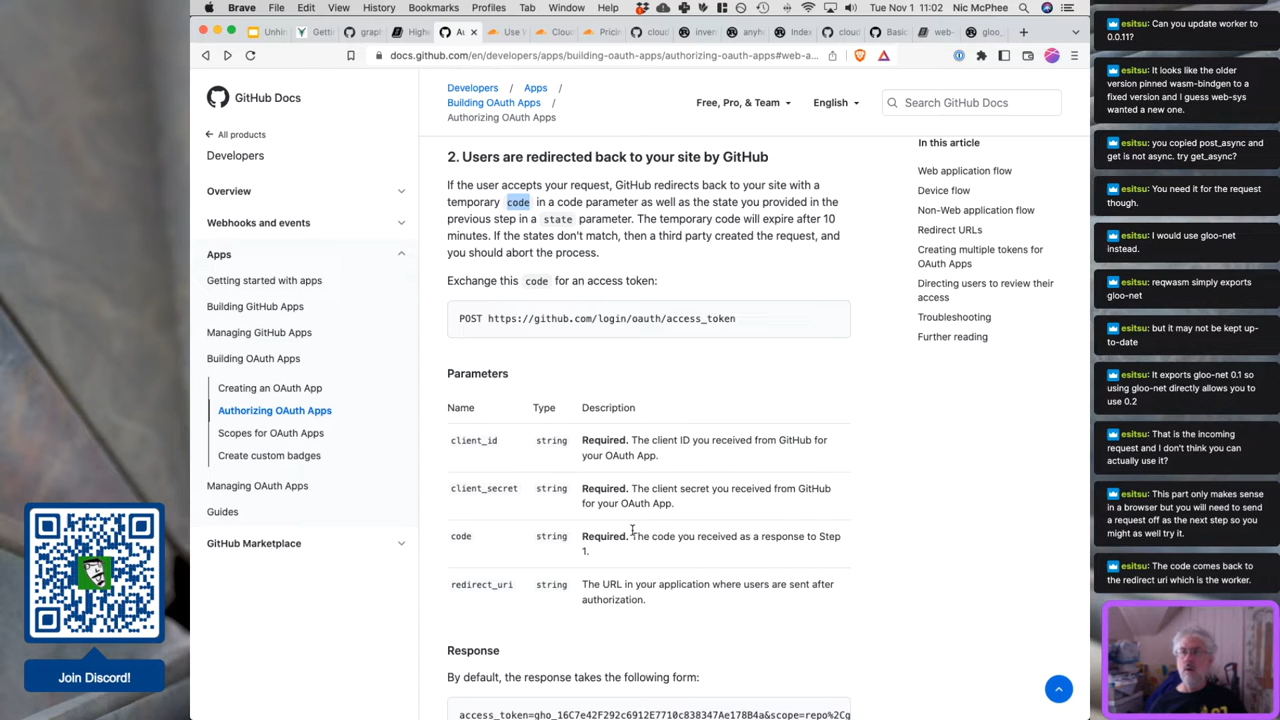 Brave File Edit View History Bookmarks Profiles Tab Window Help
Tue Nov 1 11:02 Nic McPhee
Unhin
Getti
grap
High
Au
Use
Clou
Pricin
cloud
inven
anyh
Index
cloud
Basic
web-
gloo_
docs.github.com/en/developers/apps/building-oauth-apps/authorizing-oauth-apps#web-a...
GitHub Docs
All products
Developers
Overview
Webhooks and events
Apps
Getting started with apps
Building GitHub Apps
Managing GitHub Apps
Building OAuth Apps
Creating an OAuth App
Authorizing OAuth Apps
Scopes for OAuth Apps
Create custom badges
Managing OAuth Apps
Guides
GitHub Marketplace
Developers / Apps /
Building OAuth Apps /
Authorizing OAuth Apps
Free, Pro, & Team
English
Search GitHub Docs
2. Users are redirected back to your site by GitHub
If the user accepts your request, GitHub redirects back to your site with a
temporary code in a code parameter as well as the state you provided in the
previous step in a state parameter. The temporary code will expire after 10
minutes. If the states don't match, then a third party created the request, and
you should abort the process.
Exchange this code for an access token:
POST https://github.com/login/oauth/access_token
Parameters
Name Type Description
client_id string Required. The client ID you received from GitHub for
your OAuth App.
client_secret string Required. The client secret you received from GitHub
for your OAuth App.
code string Required. The code you received as a response to Step
1.
redirect_uri string The URL in your application where users are sent after
authorization.
Response
By default, the response takes the following form:
access_token=gho_16C7e42F292c6912E7710c838347Ae178B4a&scope=repo%2Cg
In this article
Web application flow
Device flow
Non-Web application flow
Redirect URLs
Creating multiple tokens for
OAuth Apps
Directing users to review their
access
Troubleshooting
Further reading
esitsu: Can you update worker to
0.0.11?
esitsu: It looks like the older
version pinned wasm-bindgen to a
fixed version and I guess web-sys
wanted a new one.
esitsu: you copied post_async and
get is not async. try get_async?
esitsu: You need it for the request
though.
esitsu: I would use gloo-net
instead.
esitsu: reqwasm simply exports
gloo-net
esitsu: but it may not be kept up-
to-date
esitsu: It exports gloo-net 0.1 so
using gloo-net directly allows you to
use 0.2
esitsu: That is the incoming
request and I don't think you can
actually use it?
esitsu: This part only makes sense
in a browser but you will need to
send a request off as the next step so you
might as well try it.
esitsu: The code comes back to
the redirect uri which is the worker.
Join Discord!